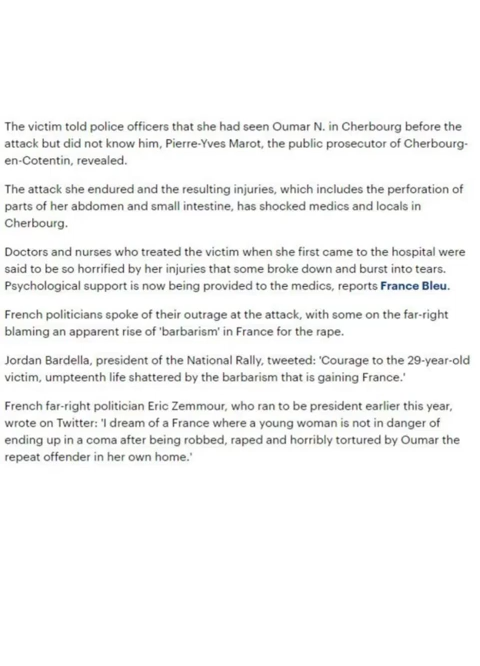 The victim told police officers that she had seen Oumar N. in Cherbourg before the
attack but did not know him, Pierre-Yves Marot, the public prosecutor of Cherbourg-
en-Cotentin, revealed.
The attack she endured and the resulting injuries, which includes the perforation of
parts of her abdomen and small intestine, has shocked medics and locals in
Cherbourg.
Doctors and nurses who treated the victim when she first came to the hospital were
said to be so horrified by her injuries that some broke down and burst into tears.
Psychological support is now being provided to the medics, reports France Bleu.
French politicians spoke of their outrage at the attack, with some on the far-right
blaming an apparent rise of 'barbarism' in France for the rape.
Jordan Bardella, president of the National Rally, tweeted: 'Courage to the 29-year-old
victim, umpteenth life shattered by the barbarism that is gaining France.'
French far-right politician Eric Zemmour, who ran to be president earlier this year,
wrote on Twitter: 'I dream of a France where a young woman is not in danger of
ending up in a coma after being robbed, raped and horribly tortured by Oumar the
repeat offender in her own home.'